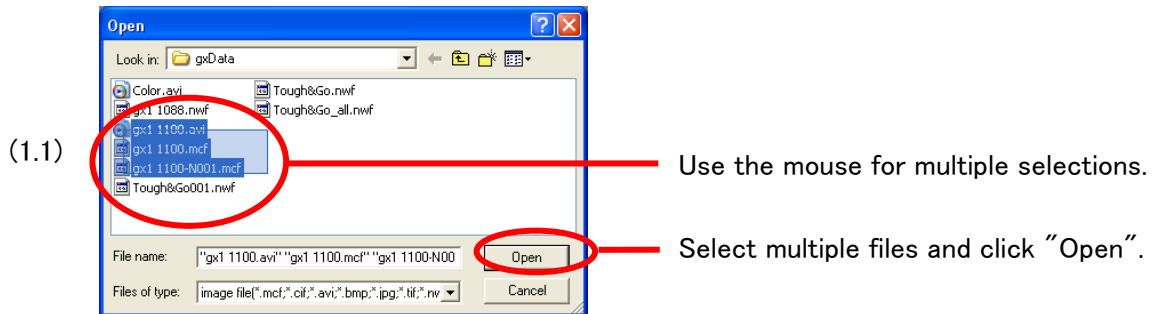 Open
Look in: gxData
Color.avi
gx1 1088.nwf
gx1 1100.avi
gx1 1100.mcf
gx1 1100-N001.mcf
Tough&Go001.nwf
Tough&Go.nwf
Tough&Go_all.nwf
(1.1)
Use the mouse for multiple selections.
File name: "gx1 1100.avi" "gx1 1100.mcf" "gx1 1100-N00 Open
Select multiple files and click "Open".
Files of type: image file(*.mcf;*.cif;*.avi;*.bmp;*.jpg;*.tif;*.nw Cancel